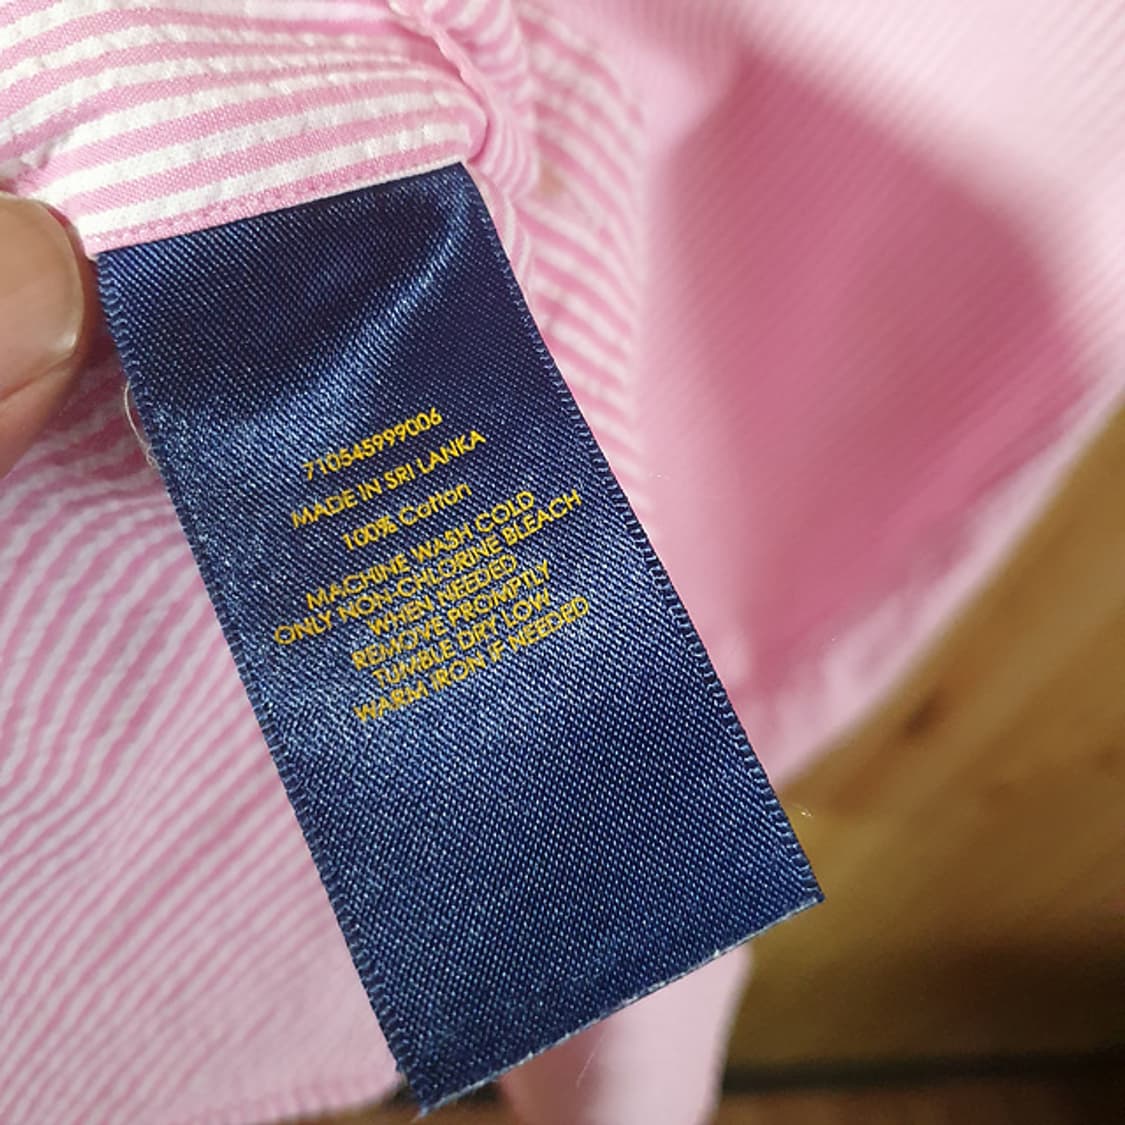 710545999006
MADE IN SRI LANKA
100% Cotton
MACHINE WASH COLD
ONLY NON-CHLORINE BLEACH
WHEN NEEDED
REMOVE PROMPTLY
TUMBLE DRY LOW
WARM IRON IF NEEDED